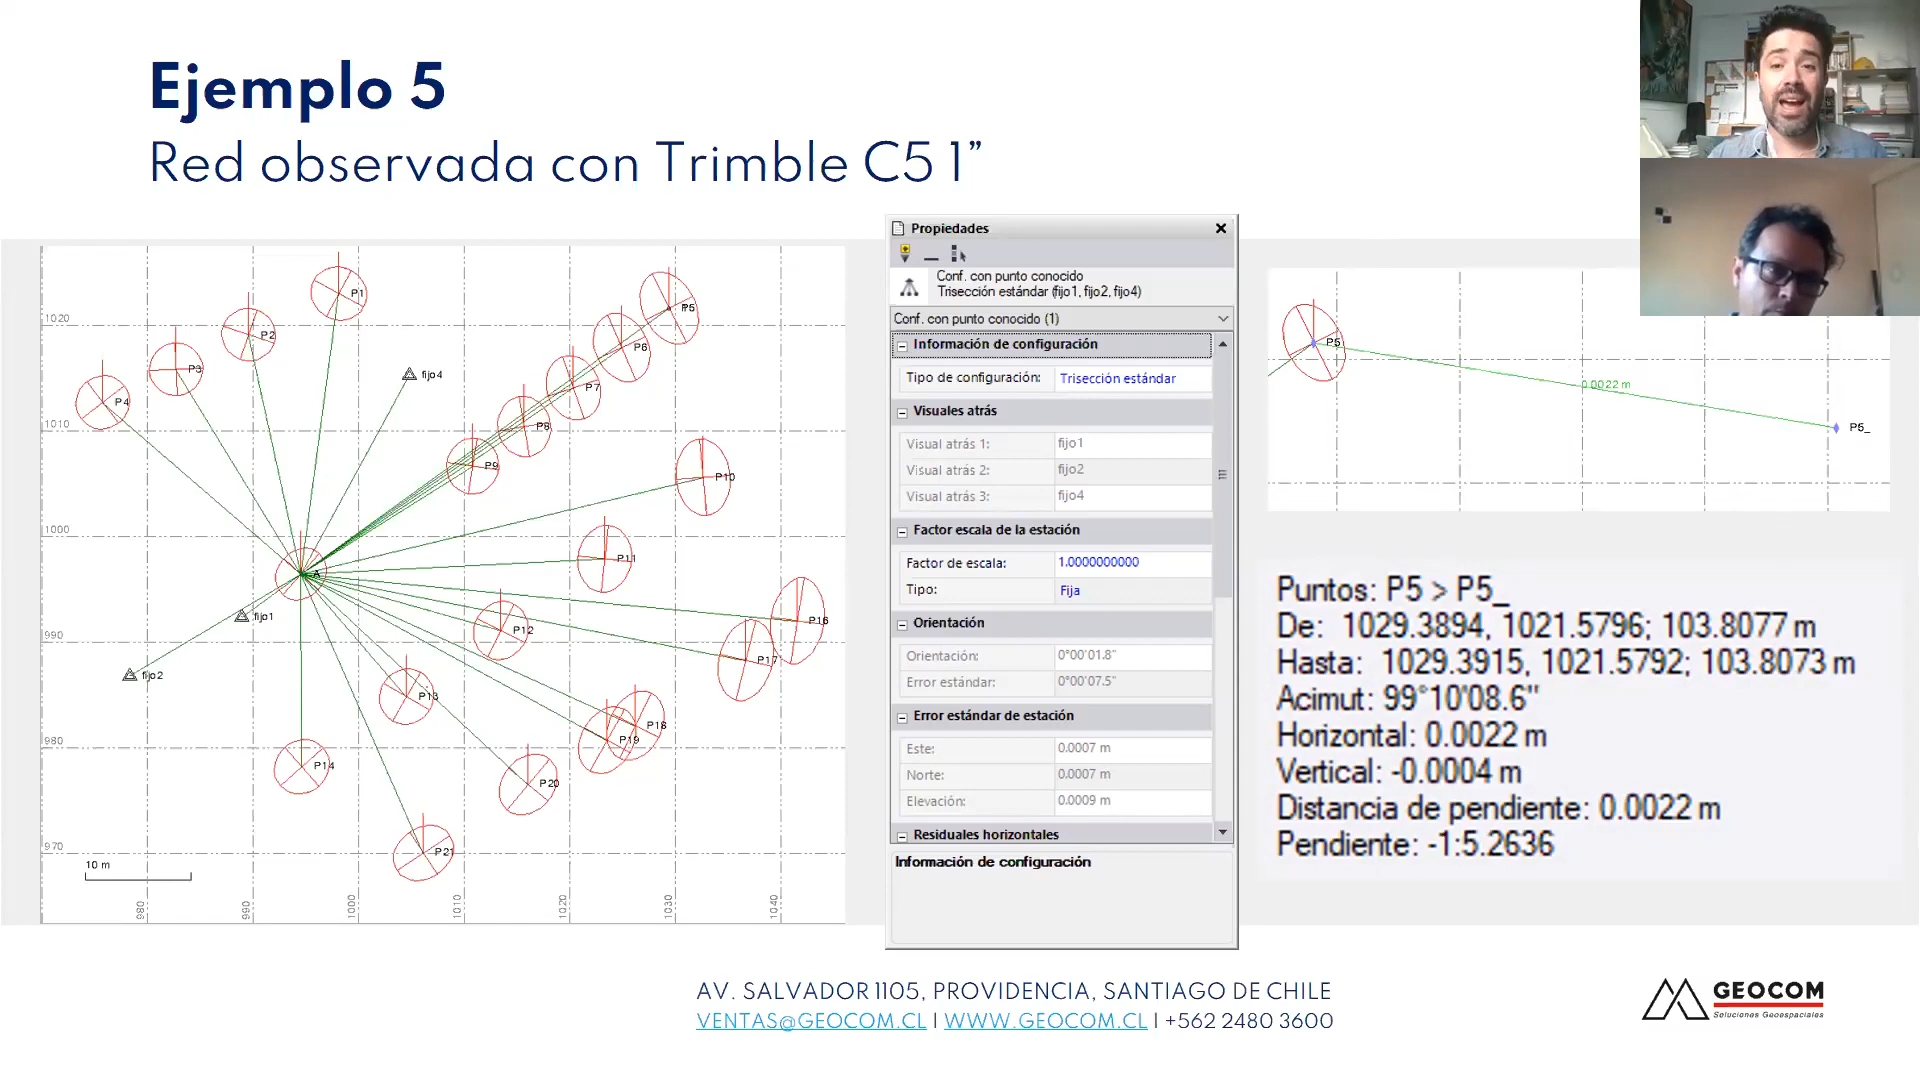 Ejemplo 5
Red observada con Trimble C5 1”
1020
1010
1000
990
980
970
10 m
980
990
1000
1010
1020
1030
1040
P1
P2
P3
P4
fijo4
P5
P6
P7
P8
P9
P10
P11
A
fijo1
fijo2
P12
P13
P14
P16
P17
P18
P19
P20
P21
Propiedades
Conf. con punto conocido
Trisección estándar (fijo1, fijo2, fijo4)
Conf. con punto conocido (1)
Información de configuración
Tipo de configuración: Trisección estándar
Visuales atrás
Visual atrás 1: fijo1
Visual atrás 2: fijo2
Visual atrás 3: fijo4
Factor escala de la estación
Factor de escala: 1.0000000000
Tipo: Fija
Orientación
Orientación: 0°00'01.8"
Error estándar: 0°00'07.5"
Error estándar de estación
Este: 0.0007 m
Norte: 0.0007 m
Elevación: 0.0009 m
Residuales horizontales
Información de configuración
P5
0.0022 m
P5_
Puntos: P5 > P5_
De: 1029.3894, 1021.5796; 103.8077 m
Hasta: 1029.3915, 1021.5792; 103.8073 m
Acimut: 99°10'08.6"
Horizontal: 0.0022 m
Vertical: -0.0004 m
Distancia de pendiente: 0.0022 m
Pendiente: -1:5.2636
AV. SALVADOR 1105, PROVIDENCIA, SANTIAGO DE CHILE
VENTAS@GEOCOM.CL | WWW.GEOCOM.CL | +562 2480 3600
GEOCOM
Soluciones Geoespaciales